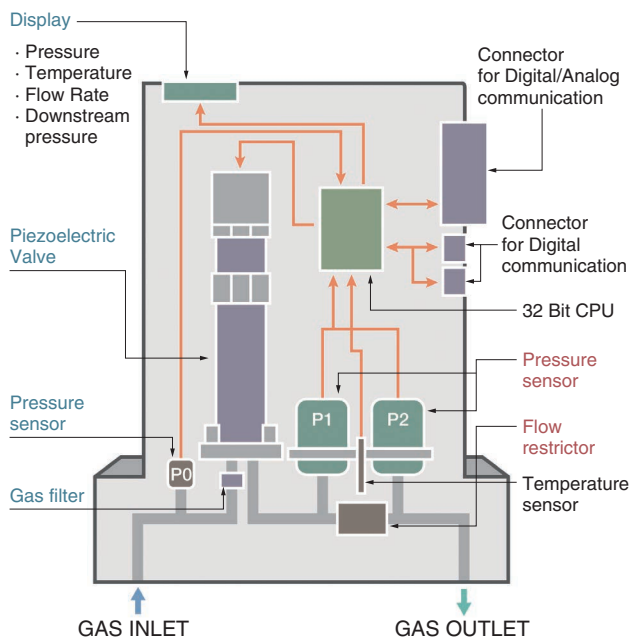 Display
· Pressure
· Temperature
· Flow Rate
· Downstream
pressure
Connector
for Digital/Analog
communication
Piezoelectric
Valve
Connector
for Digital
communication
32 Bit CPU
Pressure
sensor
Pressure
sensor
P1
P2
P0
Flow
restrictor
Gas filter
Temperature
sensor
GAS INLET
GAS OUTLET